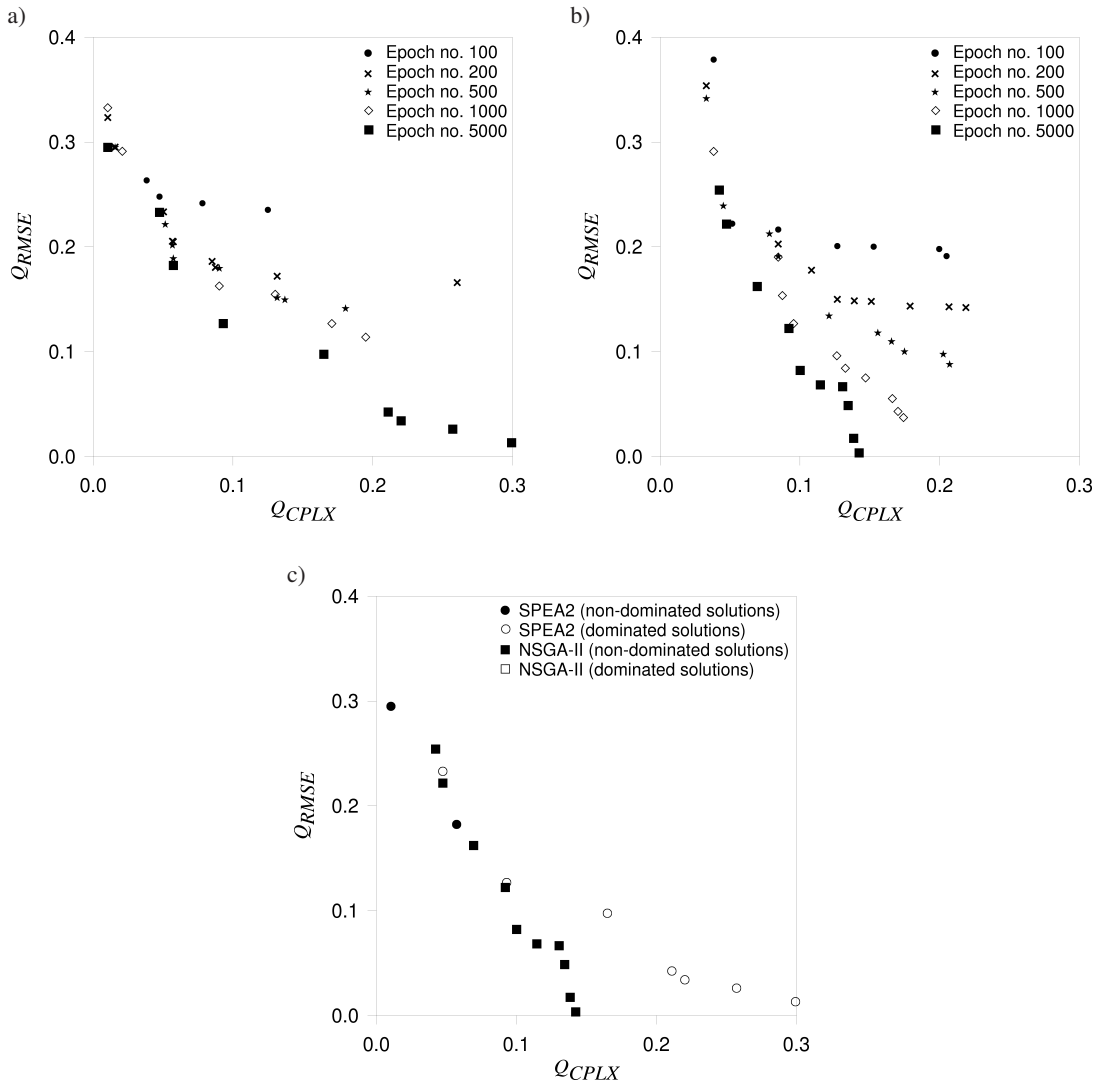 a)
0.4
0.3
0.2
0.1
0.0
Q_RMSE
Epoch no. 100
Epoch no. 200
Epoch no. 500
Epoch no. 1000
Epoch no. 5000
0.0 0.1 0.2 0.3
Q_CPLX
b)
0.4
0.3
0.2
0.1
0.0
Q_RMSE
Epoch no. 100
Epoch no. 200
Epoch no. 500
Epoch no. 1000
Epoch no. 5000
0.0 0.1 0.2 0.3
Q_CPLX
c)
0.4
0.3
0.2
0.1
0.0
Q_RMSE
SPEA2 (non-dominated solutions)
SPEA2 (dominated solutions)
NSGA-II (non-dominated solutions)
NSGA-II (dominated solutions)
0.0 0.1 0.2 0.3
Q_CPLX